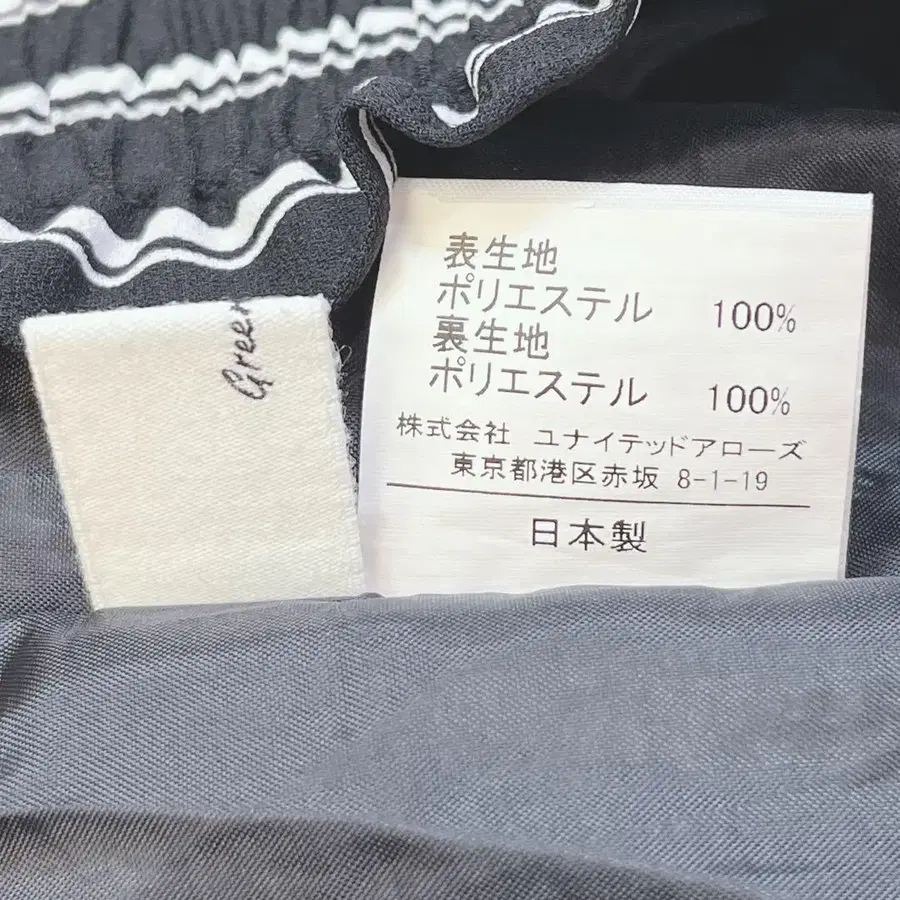 表生地
ポリエステル 100%
裏生地
ポリエステル 100%
株式会社 ユナイテッドアローズ
東京都港区赤坂 8-1-19
日本製
Green